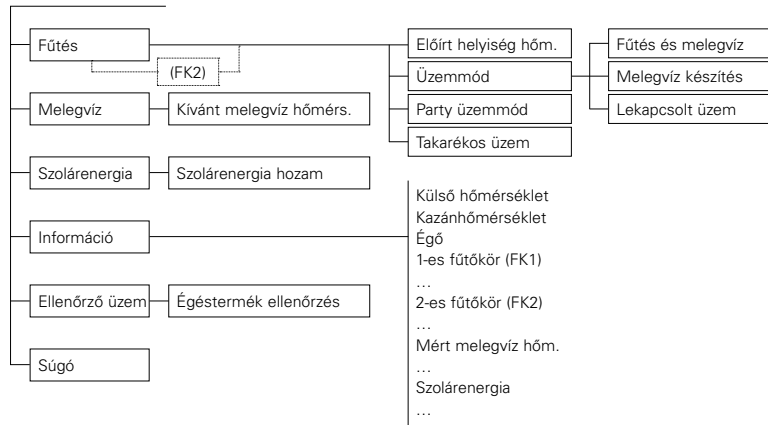 Fűtés
(FK2)
Előírt helyiség hőm.
Üzemmód
Party üzemmód
Takarékos üzem
Fűtés és melegvíz
Melegvíz készítés
Lekapcsolt üzem
Melegvíz
Kívánt melegvíz hőmérs.
Szolárenergia
Szolárenergia hozam
Információ
Külső hőmérséklet
Kazánhőmérséklet
Égő
1-es fűtőkör (FK1)
...
2-es fűtőkör (FK2)
...
Mért melegvíz hőm.
...
Szolárenergia
...
Ellenőrző üzem
Égéstermék ellenőrzés
Súgó